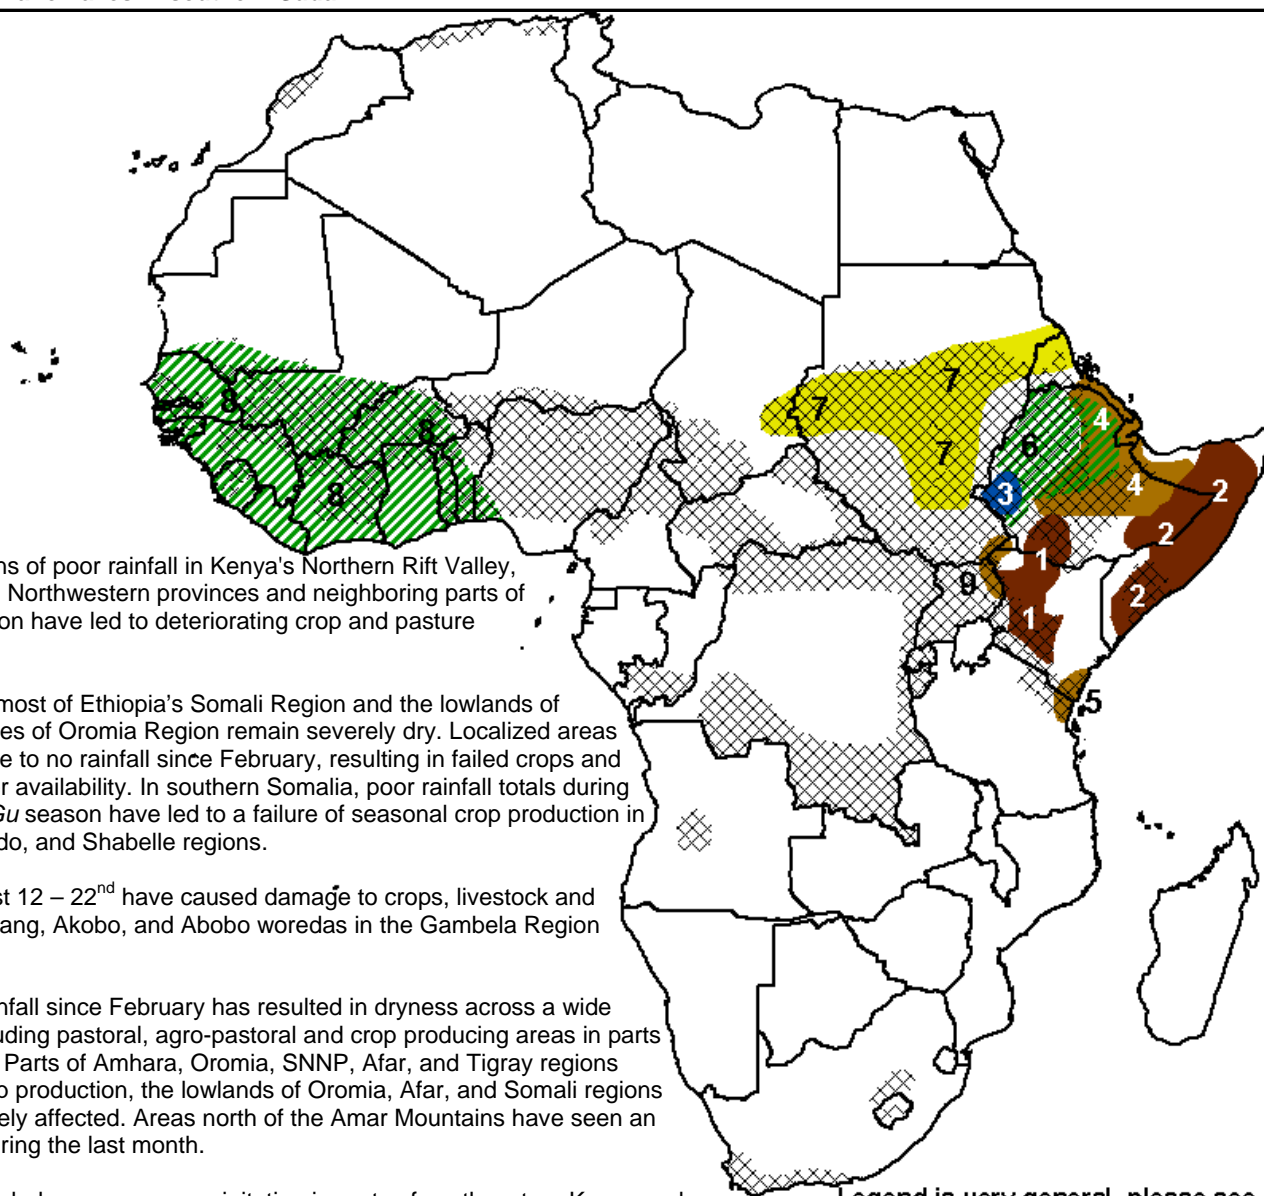 7
7
7
8
8
8
4
4
6
3
2
2
2
1
1
9
5
ns of poor rainfall in Kenya's Northern Rift Valley,
Northwestern provinces and neighboring parts of
on have led to deteriorating crop and pasture
most of Ethiopia's Somali Region and the lowlands of
es of Oromia Region remain severely dry. Localized areas
e to no rainfall since February, resulting in failed crops and
r availability. In southern Somalia, poor rainfall totals during
Gu season have led to a failure of seasonal crop production in
do, and Shabelle regions.
st 12 – 22nd have caused damage to crops, livestock and
ang, Akobo, and Abobo woredas in the Gambela Region
nfall since February has resulted in dryness across a wide
uding pastoral, agro-pastoral and crop producing areas in parts
Parts of Amhara, Oromia, SNNP, Afar, and Tigray regions
o production, the lowlands of Oromia, Afar, and Somali regions
ely affected. Areas north of the Amar Mountains have seen an
ring the last month.
Legend is very general, please see